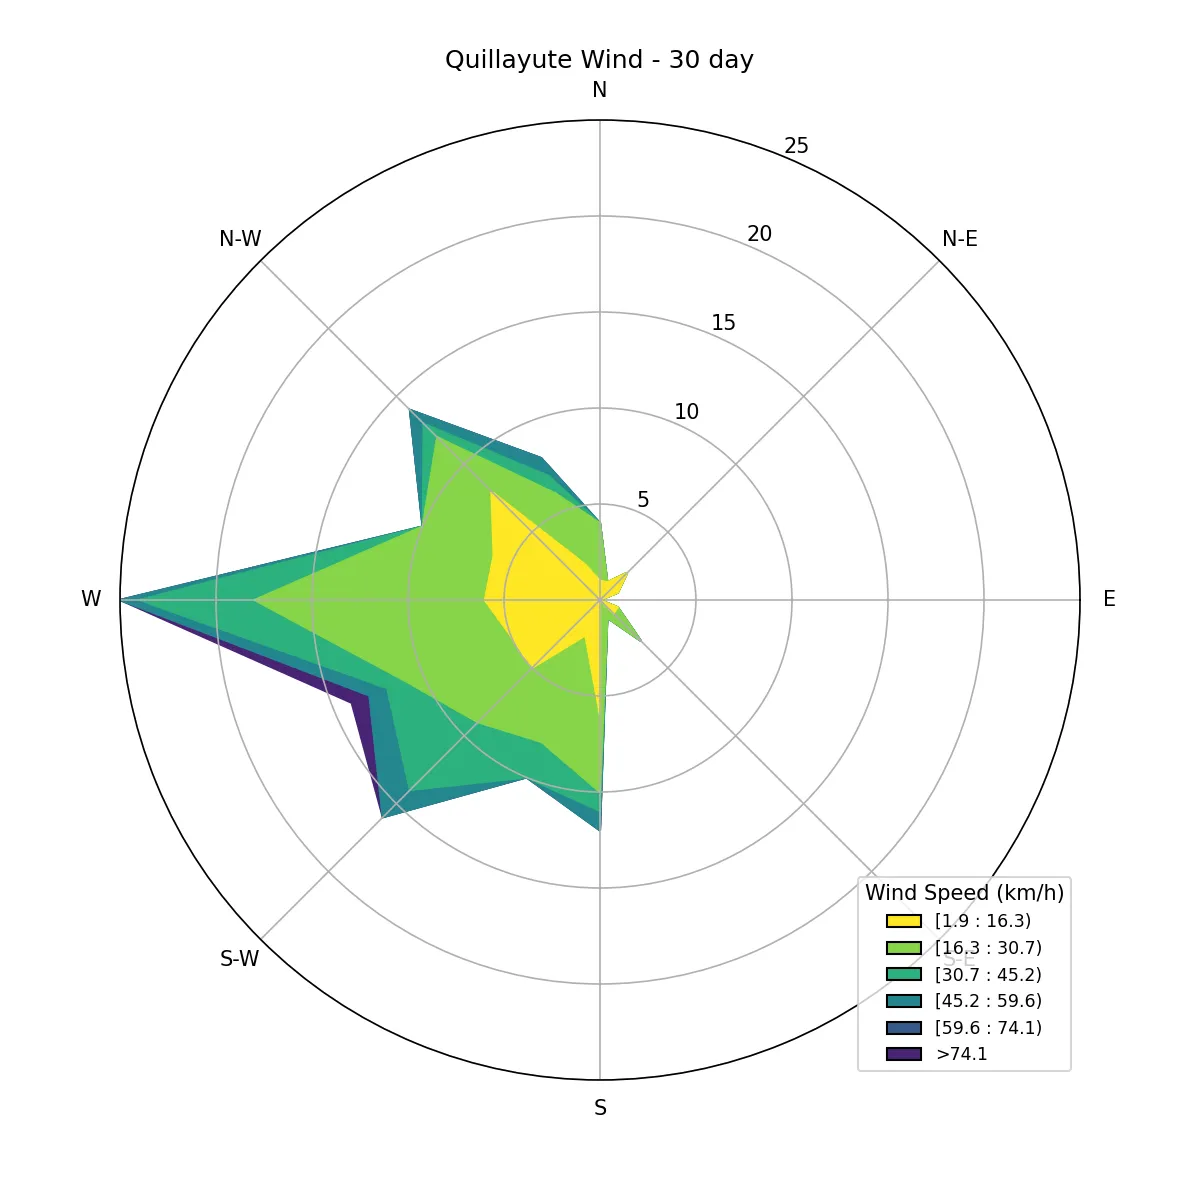 Quillayute Wind - 30 day
N
25
N-W
20
N-E
15
10
5
W
E
Wind Speed (km/h)
[1.9 : 16.3)
[16.3 : 30.7)
S-W
S-E
[30.7 : 45.2)
[45.2 : 59.6)
[59.6 : 74.1)
>74.1
S